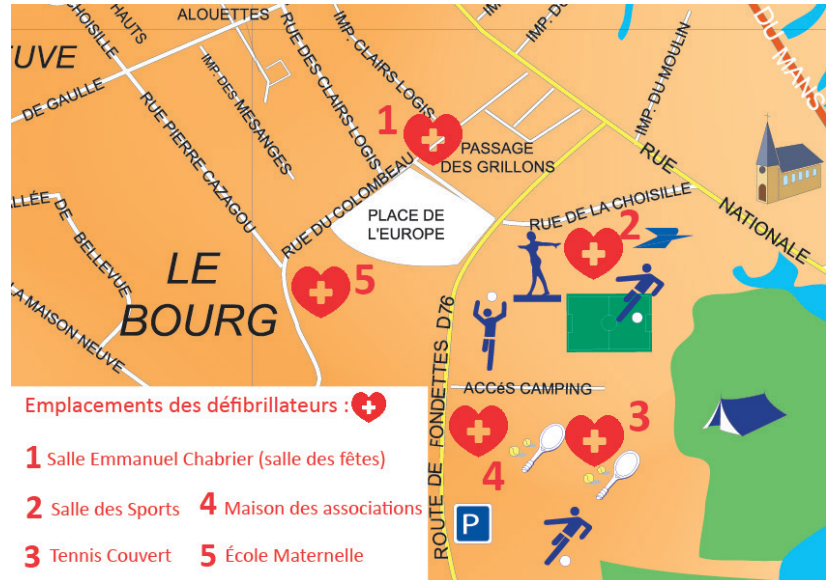 HAUTS
CHOISILLE
ALOUETTES
IMP. CLAIRS LOGIS
RUE DES CLAIRS LOGIS
IMP. DU
IMP. DU MOULIN
DU MANS
UVE
DE GAULLE
IMP. DES MESANGES
RUE PIERRE CAZAGOU
1
PASSAGE
DES GRILLONS
RUE
NATIONALE
RUE DU COLOMBEAU
PLACE DE
L'EUROPE
RUE DE LA CHOISILLE
2
ALLÉE DE BELLEVUE
LA MAISON NEUVE
LE
BOURG
5
ROUTE DE FONDETTES D76
ACCéS CAMPING
3
4
P
Emplacements des défibrillateurs :
1 Salle Emmanuel Chabrier (salle des fêtes)
2 Salle des Sports
4 Maison des associations
3 Tennis Couvert
5 École Maternelle